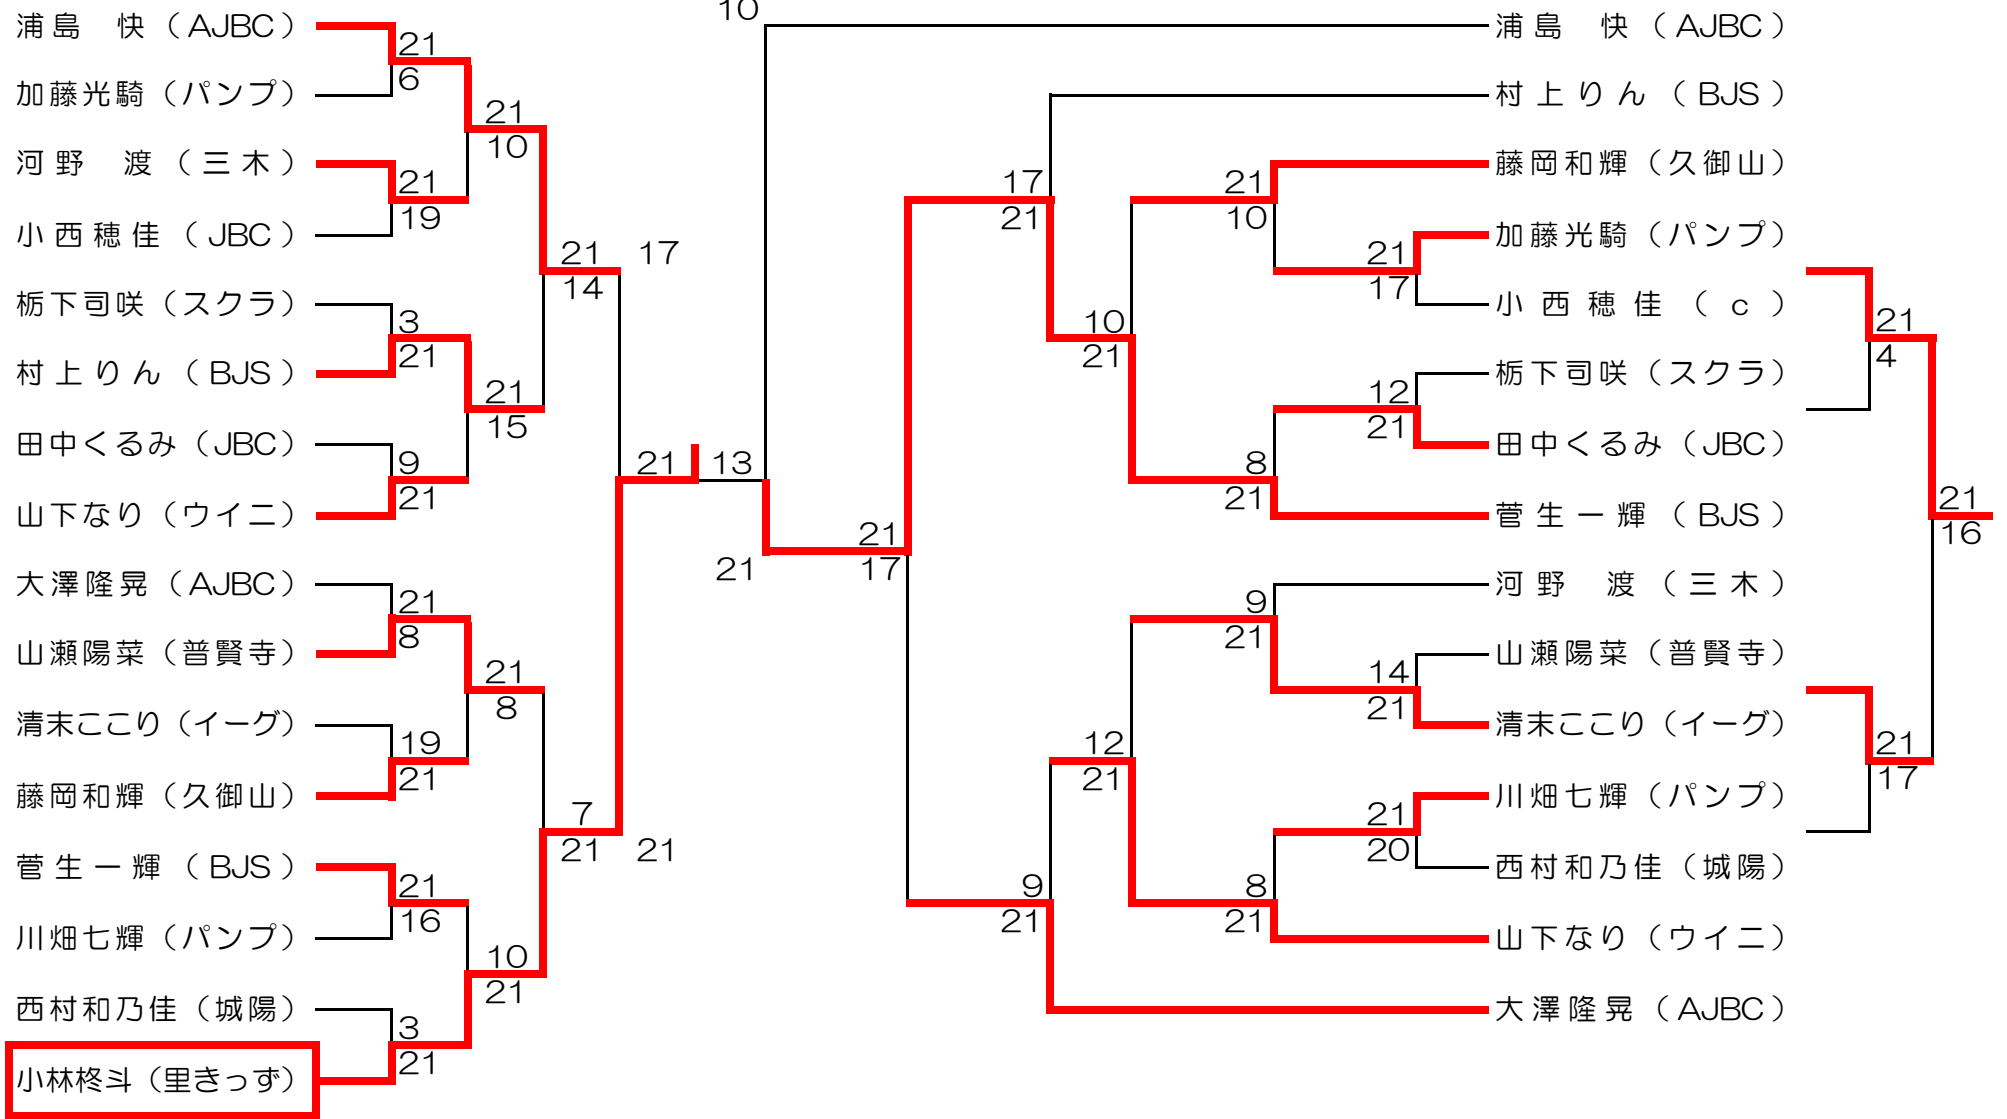 10
浦島 快（AJBC）
浦島 快（AJBC）
21
6
加藤光騎（パンプ）
村上りん（BJS）
21
10
河野 渡（三木）
藤岡和輝（久御山）
21
19
17
21
21
10
小西穂佳（JBC）
加藤光騎（パンプ）
21
14
17
21
17
栃下司咲（スクラ）
小西穂佳（c）
3
21
10
21
21
4
村上りん（BJS）
栃下司咲（スクラ）
21
15
12
21
田中くるみ（JBC）
田中くるみ（JBC）
9
21
21
13
8
21
21
16
山下なり（ウイニ）
菅生一輝（BJS）
21
21
17
大澤隆晃（AJBC）
河野 渡（三木）
21
8
9
21
山瀬陽菜（普賢寺）
山瀬陽菜（普賢寺）
21
8
14
21
清末ここり（イーグ）
清末ここり（イーグ）
19
21
12
21
21
17
藤岡和輝（久御山）
川畑七輝（パンプ）
7
21
21
21
20
菅生一輝（BJS）
西村和乃佳（城陽）
21
16
9
21
8
21
川畑七輝（パンプ）
山下なり（ウイニ）
10
21
西村和乃佳（城陽）
大澤隆晃（AJBC）
3
21
小林柊斗（里きっず）